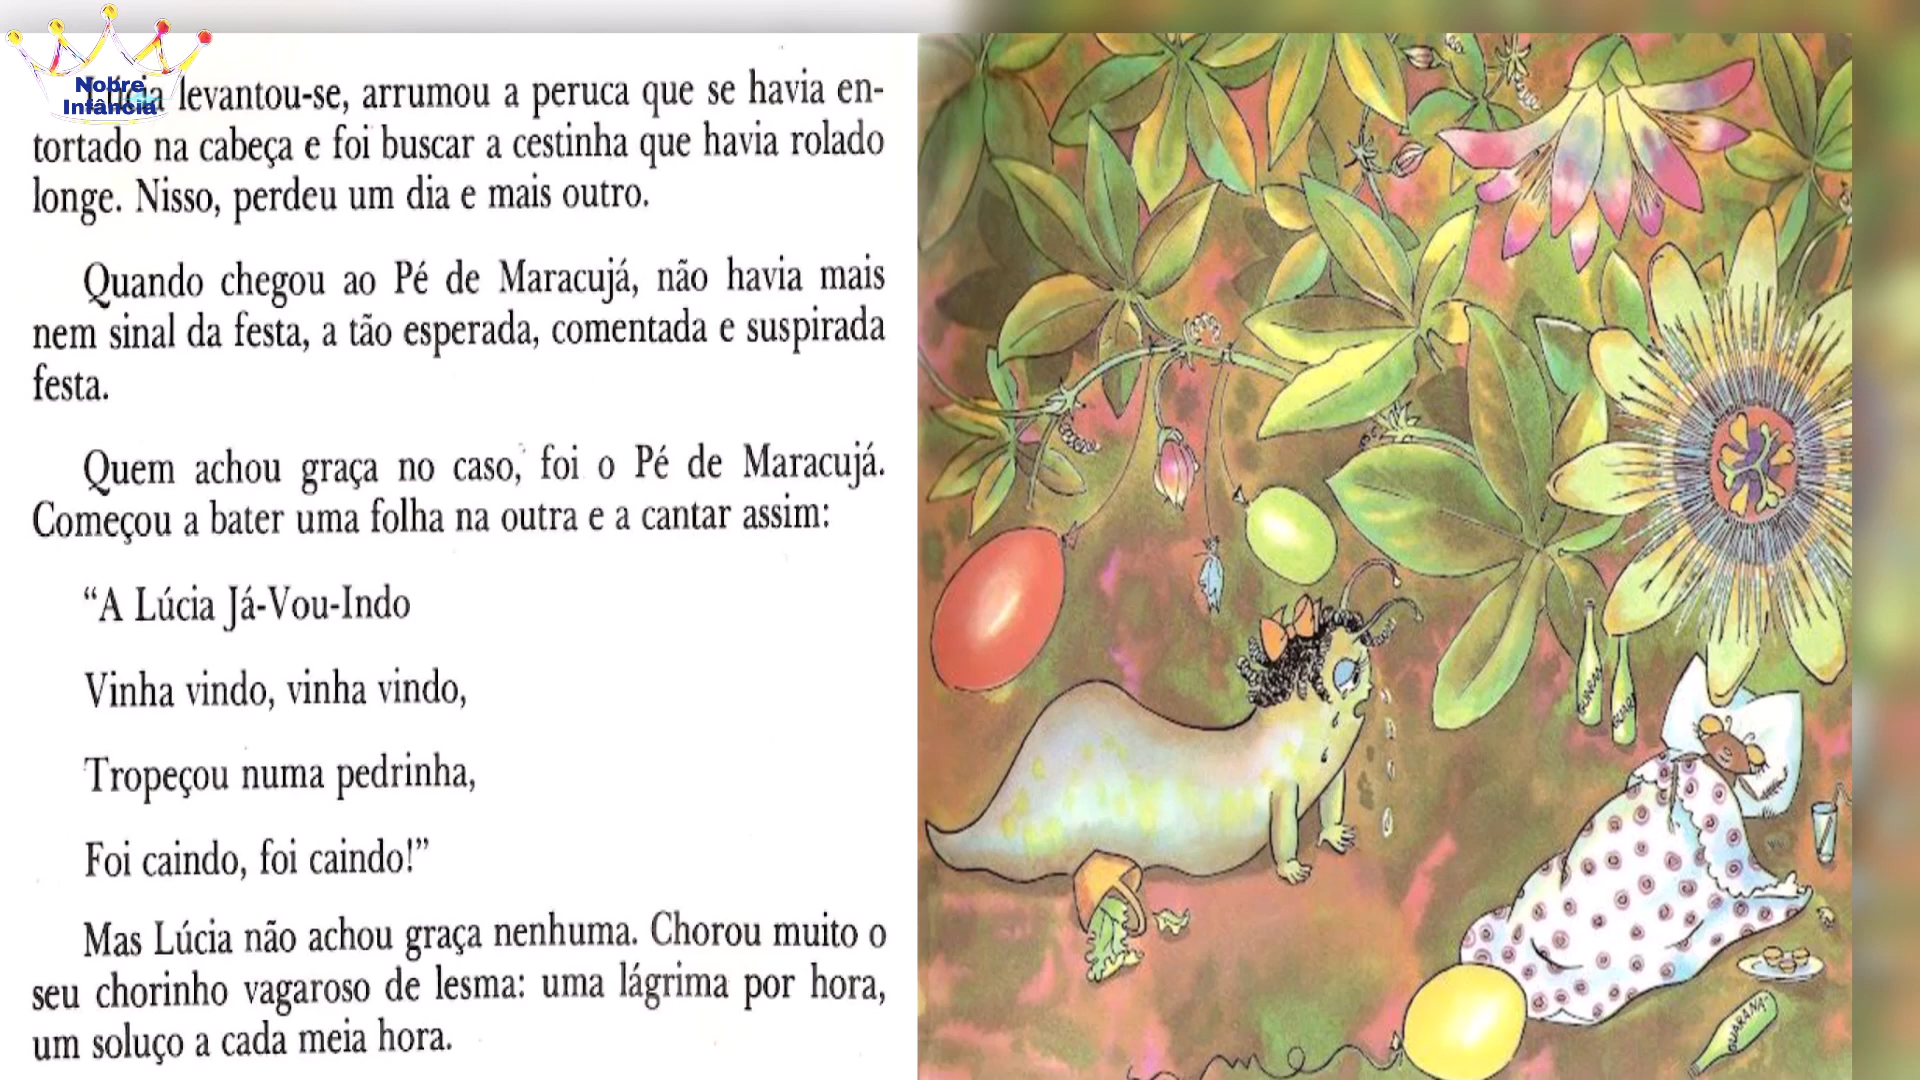 Nobre
Infância
Lúcia levantou-se, arrumou a peruca que se havia en-
tortado na cabeça e foi buscar a cestinha que havia rolado
longe. Nisso, perdeu um dia e mais outro.
Quando chegou ao Pé de Maracujá, não havia mais
nem sinal da festa, a tão esperada, comentada e suspirada
festa.
Quem achou graça no caso, foi o Pé de Maracujá.
Começou a bater uma folha na outra e a cantar assim:
“A Lúcia Já-Vou-Indo
Vinha vindo, vinha vindo,
Tropeçou numa pedrinha,
Foi caindo, foi caindo!”
Mas Lúcia não achou graça nenhuma. Chorou muito o
seu chorinho vagaroso de lesma: uma lágrima por hora,
um soluço a cada meia hora.
GUARANÁ